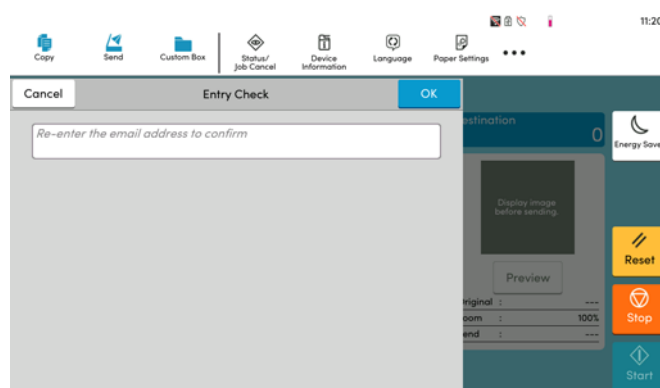 11:20
Copy
Send
Custom Box
Status/
Job Cancel
Device
Information
Language
Paper Settings
Cancel
Entry Check
OK
Re-enter the email address to confirm
estination
0
Energy Save
Display image
before sending.
Preview
Reset
riginal : ---
oom : 100%
end : ---
Stop
Start